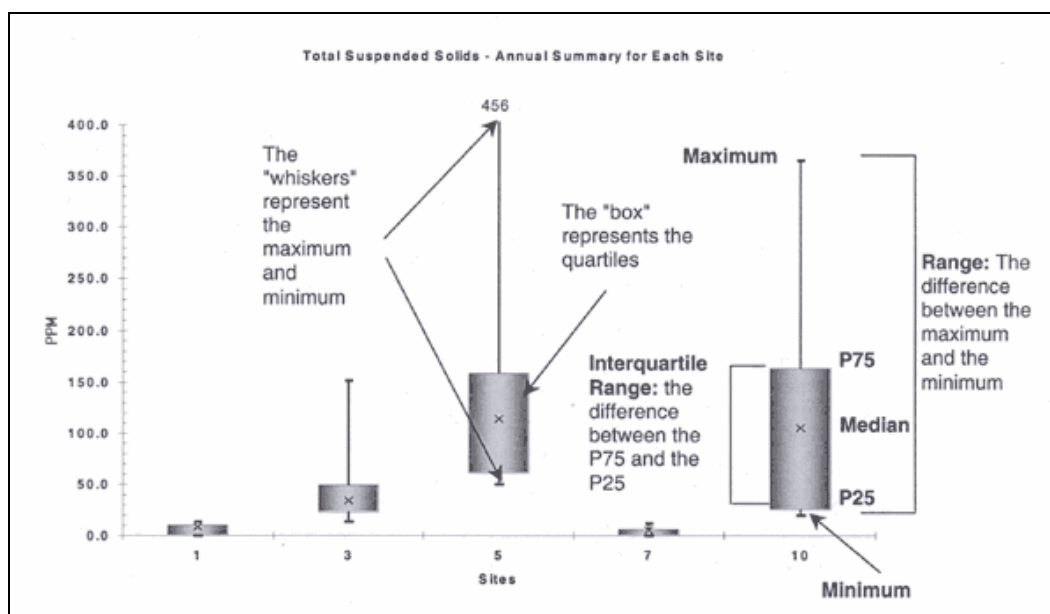 Total Suspended Solids - Annual Summary for Each Site
456
400.0
350.0
300.0
250.0
200.0
150.0
100.0
50.0
0.0
PPM
The
"whiskers"
represent
the
maximum
and
minimum
The "box"
represents the
quartiles
Interquartile
Range: the
difference
between the
P75 and the
P25
Maximum
P75
Median
P25
Minimum
Range: The
difference
between the
maximum
and the
minimum
1
3
5
7
10
Sites